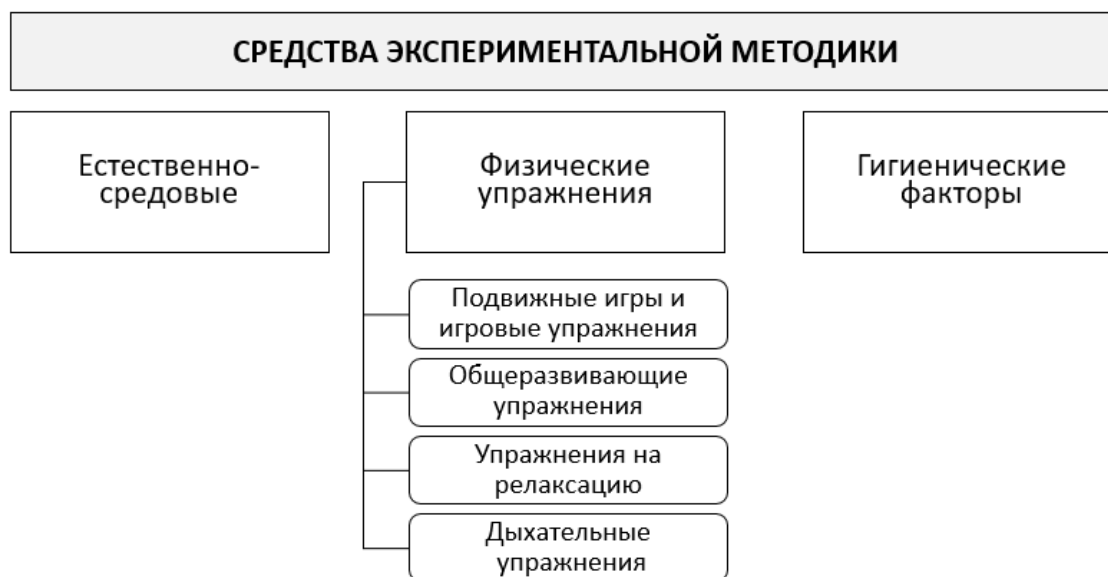 СРЕДСТВА ЭКСПЕРИМЕНТАЛЬНОЙ МЕТОДИКИ
Естественно-
средовые
Физические
упражнения
Гигиенические
факторы
Подвижные игры и
игровые упражнения
Общеразвивающие
упражнения
Упражнения на
релаксацию
Дыхательные
упражнения